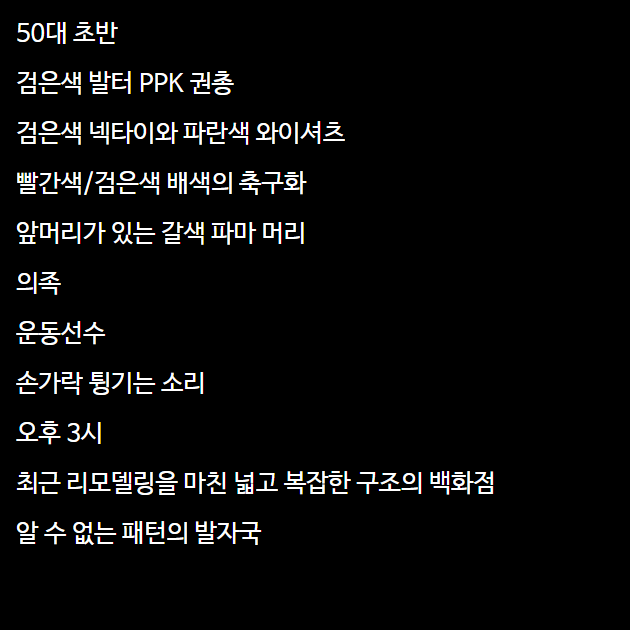 50대 초반
검은색 발터 PPK 권총
검은색 넥타이와 파란색 와이셔츠
빨간색/검은색 배색의 축구화
앞머리가 있는 갈색 파마 머리
의족
운동선수
손가락 튕기는 소리
오후 3시
최근 리모델링을 마친 넓고 복잡한 구조의 백화점
알 수 없는 패턴의 발자국